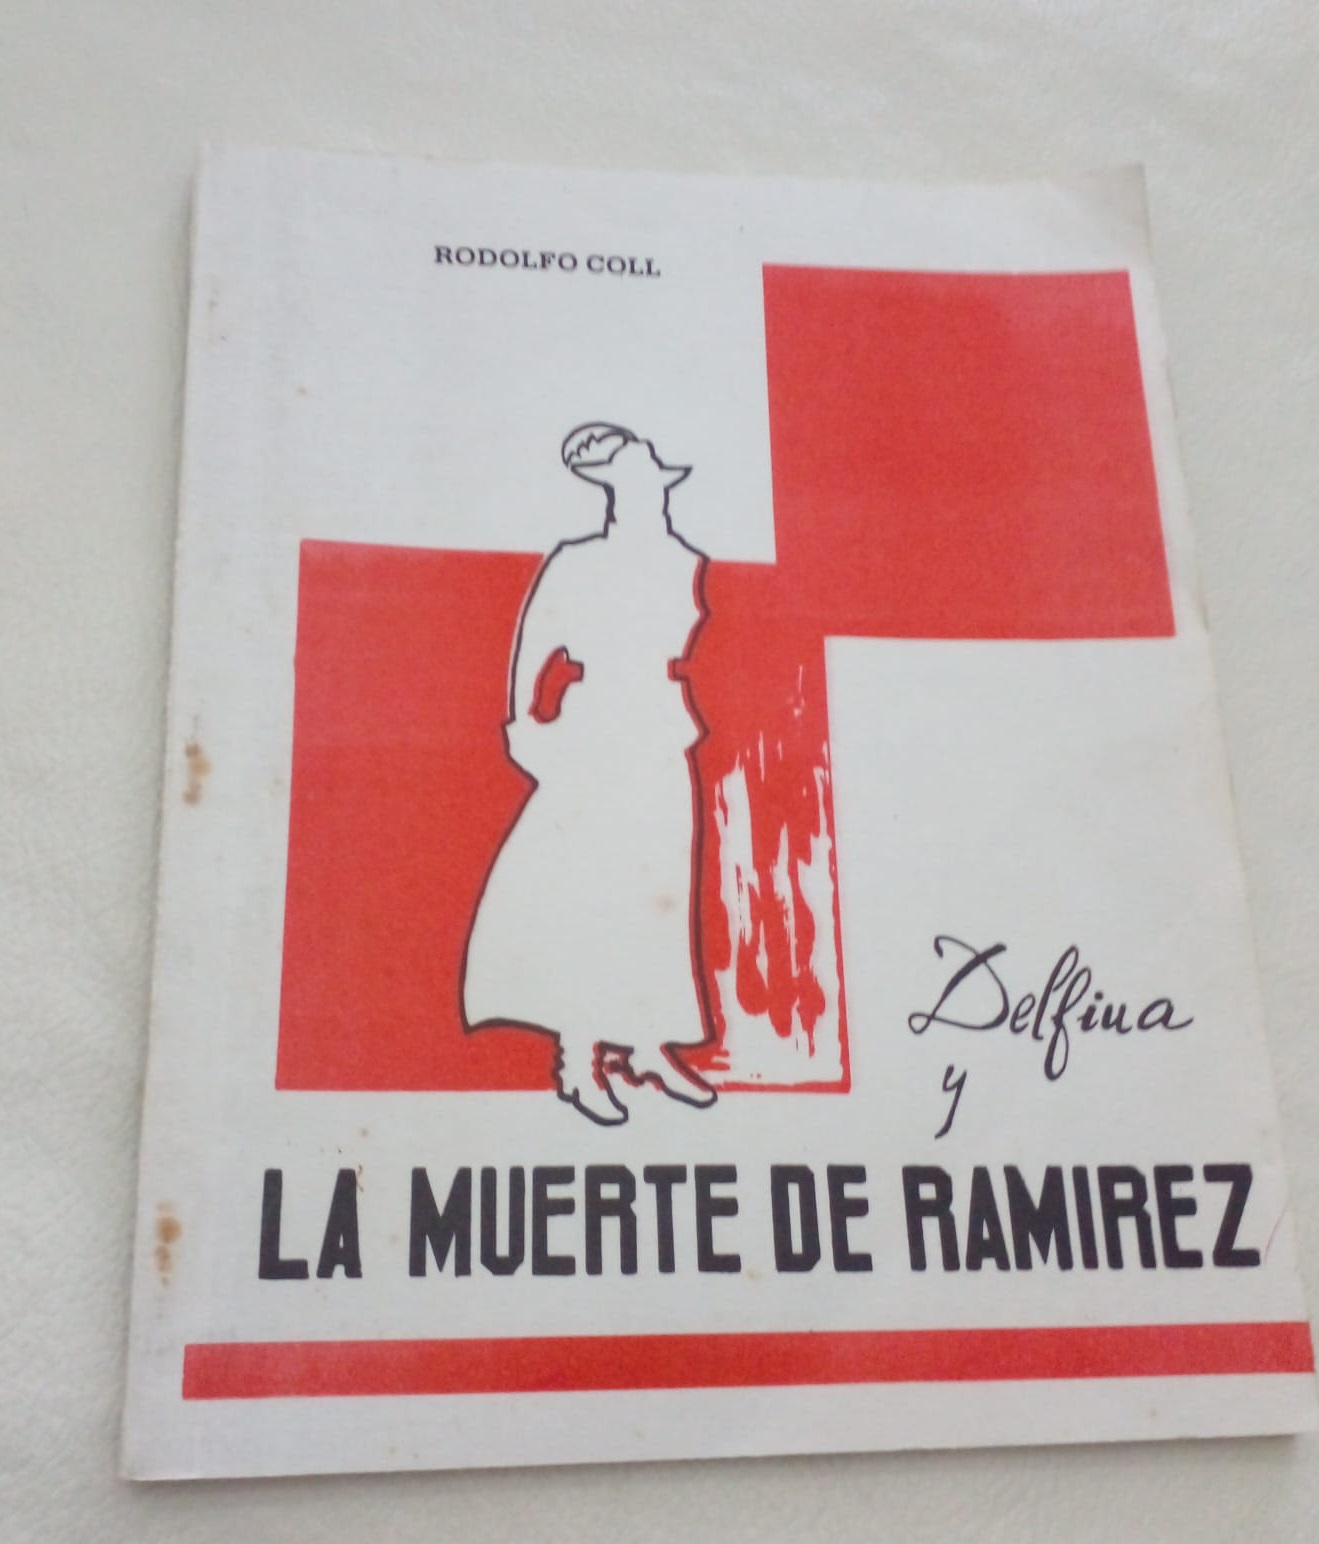 RODOLFO COLL
Delfina
y
LA MUERTE DE RAMIREZ